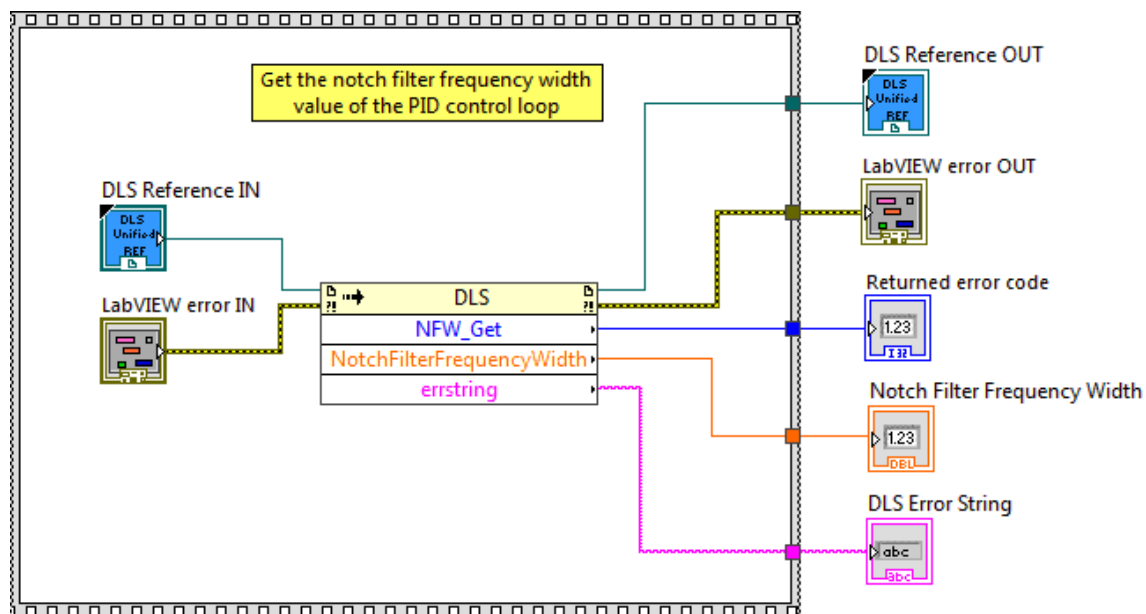 DLS Reference OUT
DLS
Unified
REF
Get the notch filter frequency width
value of the PID control loop
LabVIEW error OUT
DLS Reference IN
DLS
Unified
REF
LabVIEW error IN
DLS
?!
?!
NFW_Get
NotchFilterFrequencyWidth
errstring
Returned error code
1.23
I32
Notch Filter Frequency Width
1.23
DBL
DLS Error String
abc
abc